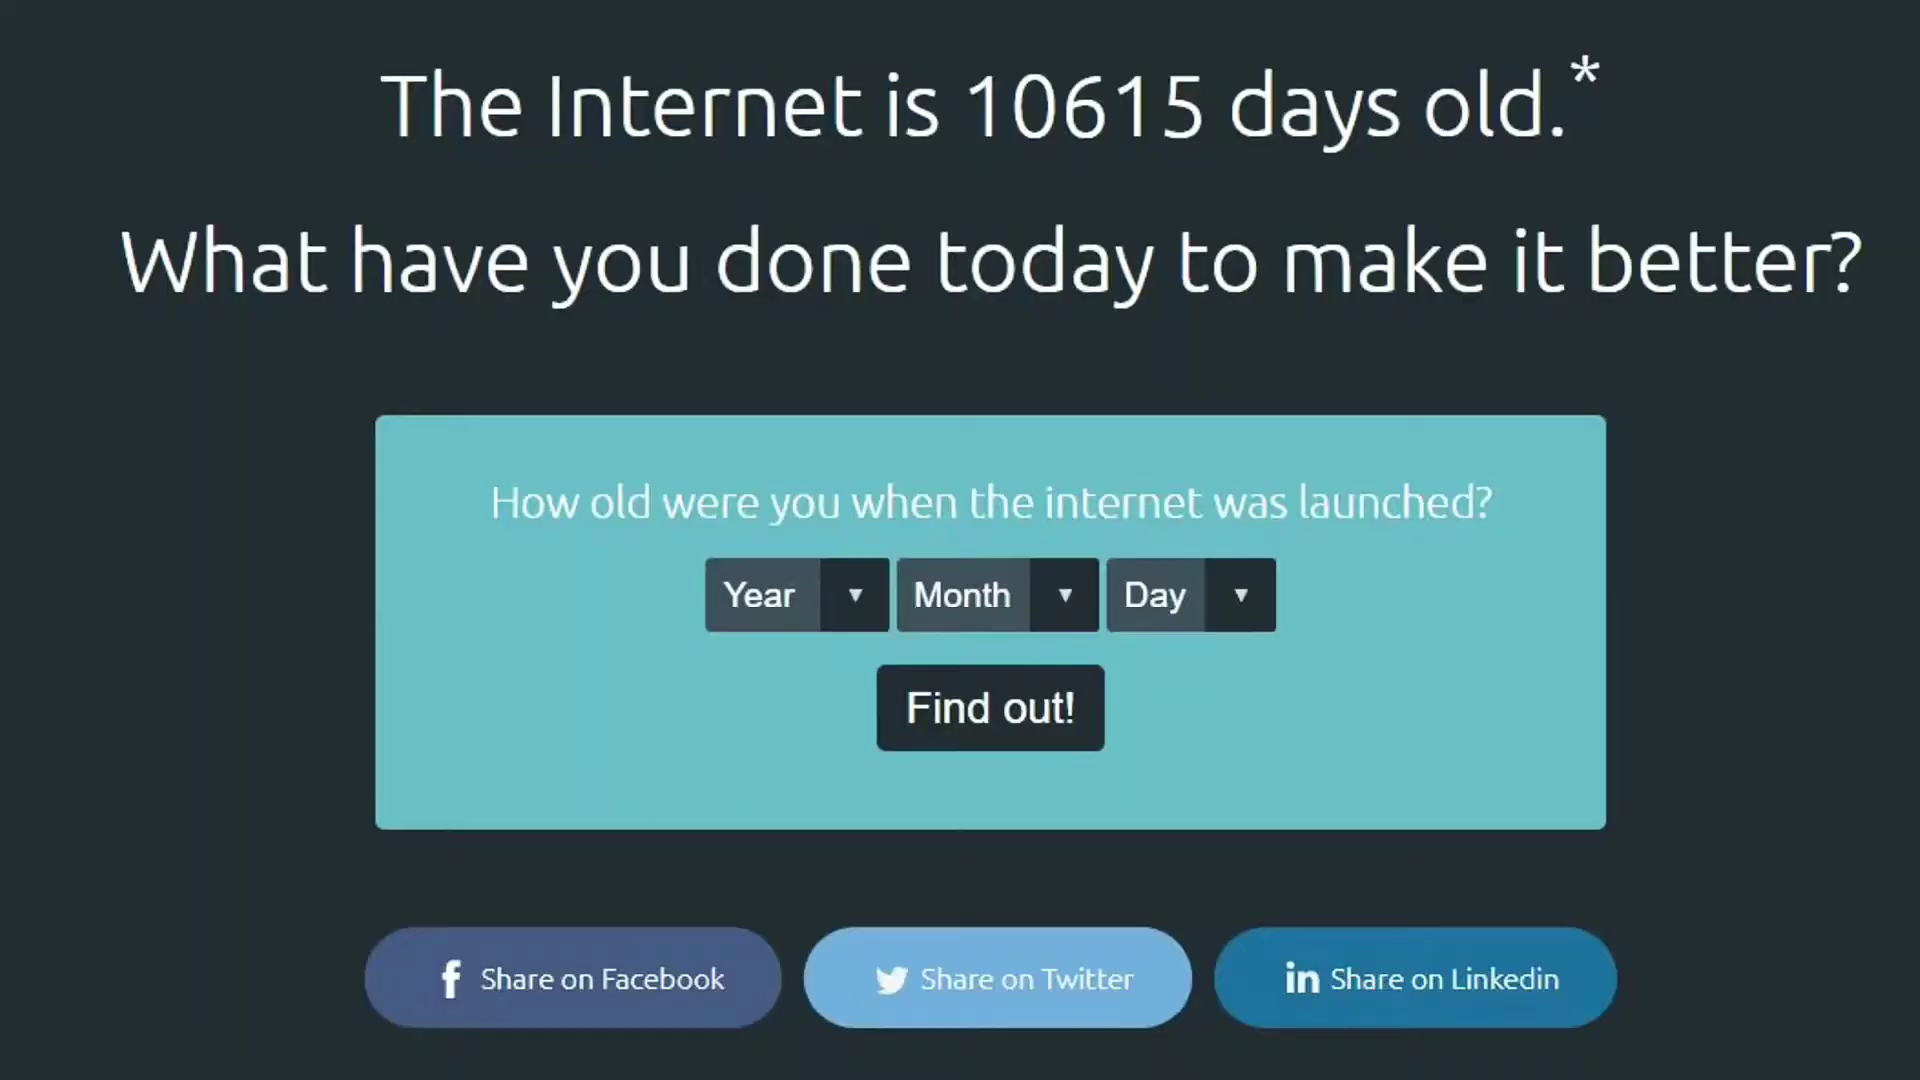 The Internet is 10615 days old.*
What have you done today to make it better?
How old were you when the internet was launched?
Year ▼ Month ▼ Day ▼
Find out!
f Share on Facebook Share on Twitter in Share on Linkedin